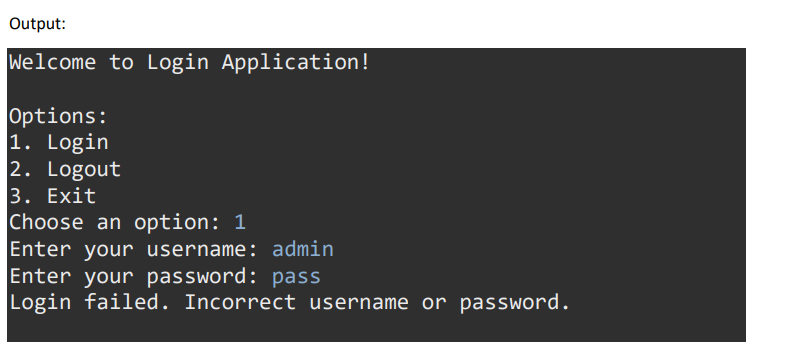 Output:
Welcome to Login Application!
Options:
1. Login
2. Logout
3. Exit
Choose an option: 1
Enter your username: admin
Enter your password: pass
Login failed. Incorrect username or password.